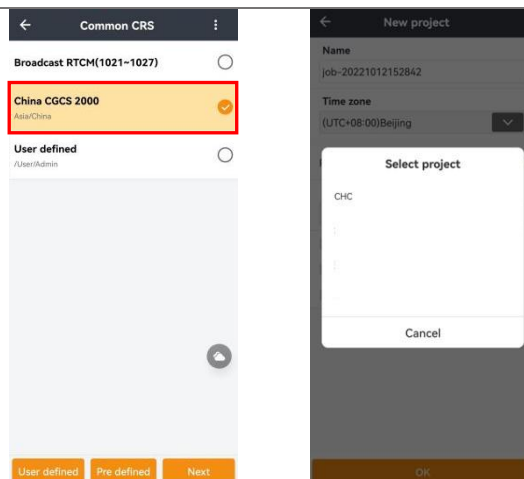 Common CRS
Broadcast RTCM(1021~1027)
China CGCS 2000
Asia/China
User defined
/User/Admin
User defined
Pre defined
Next
New project
Name
job-20221012152842
Time zone
(UTC+08:00)Beijing
Select project
CHC
Cancel
OK